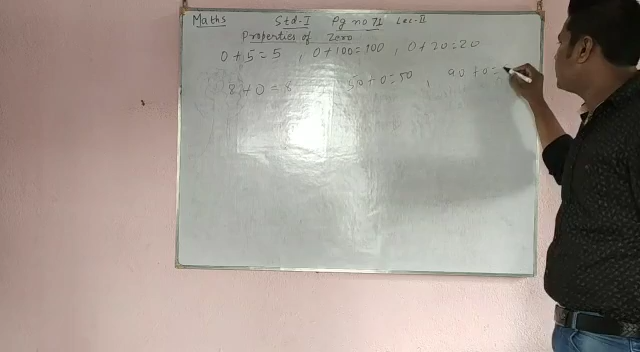 Maths Std-I Pg no 71 Lec-II
Properties of Zero
0+5=5 , 0+100=100 , 0+20=20
8+0= 50+0=50 , 90+0=